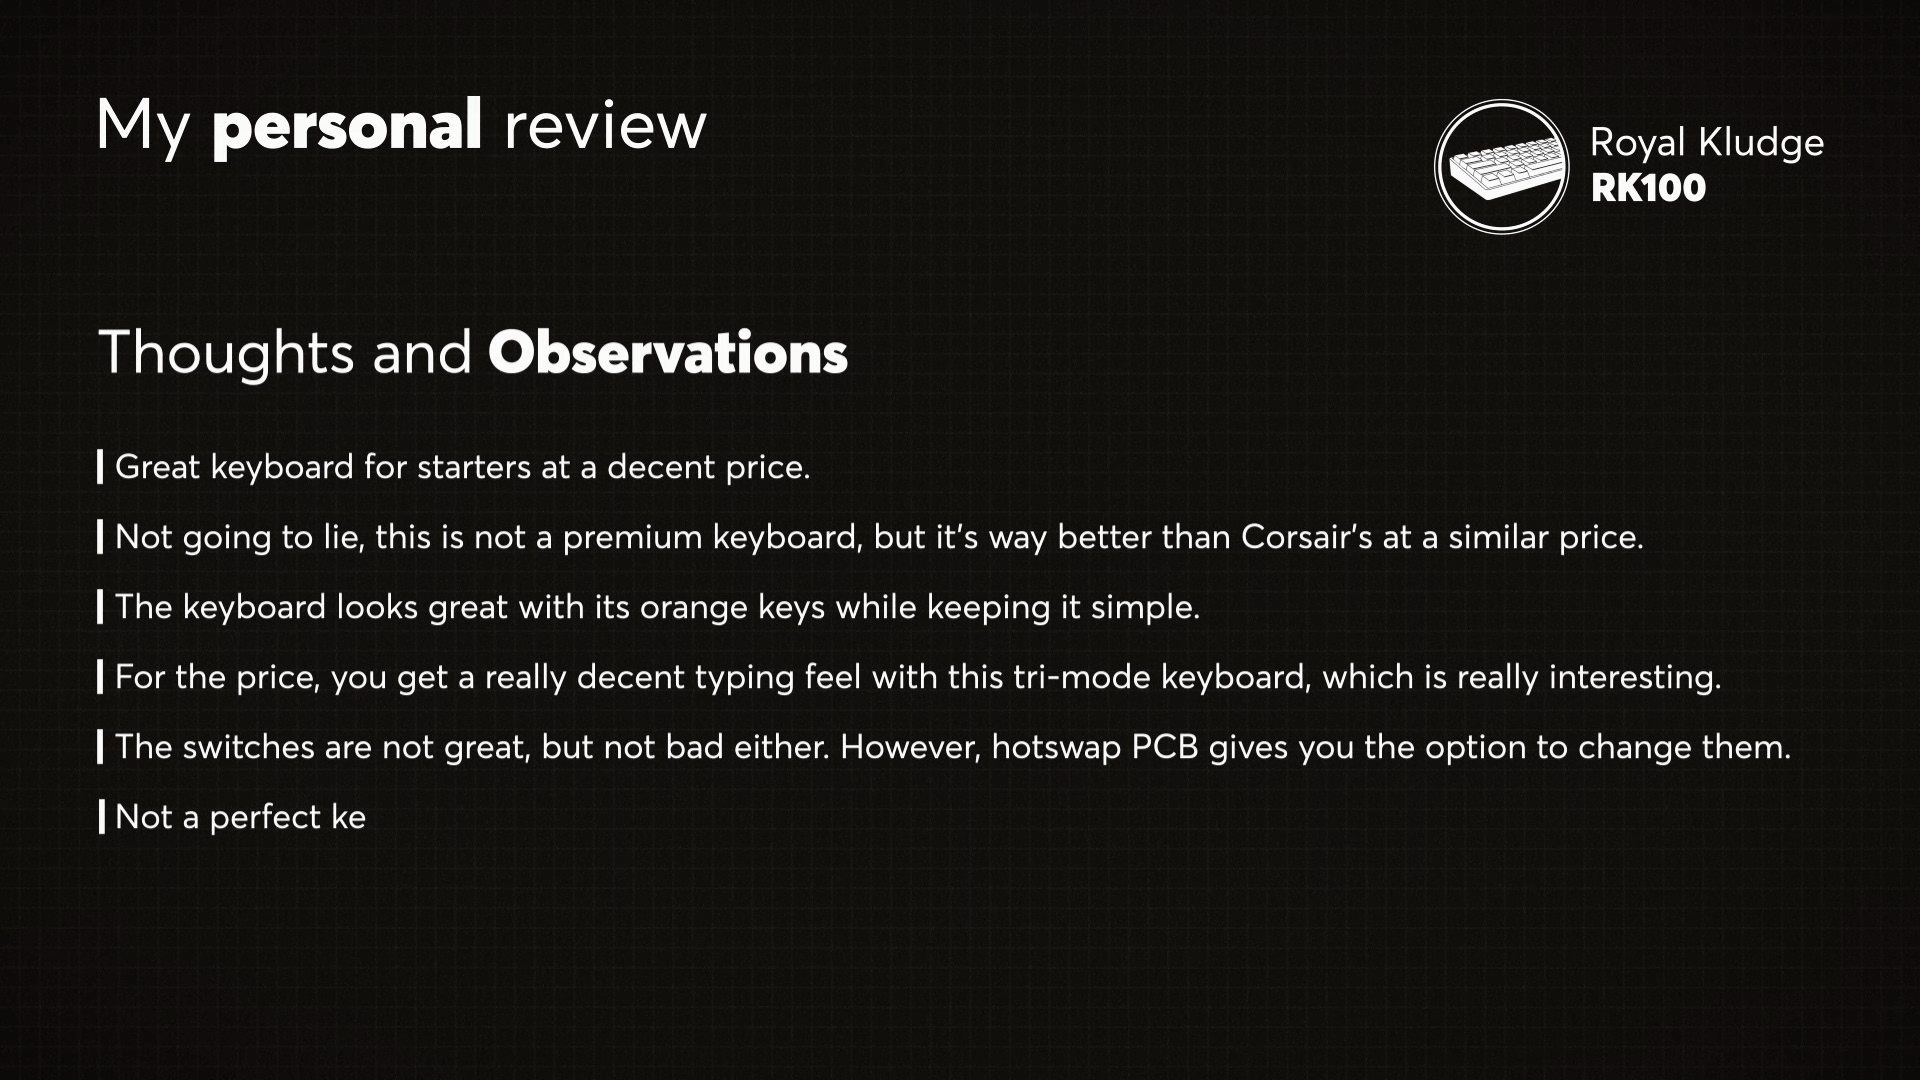 My personal review
Royal Kludge
RK100
Thoughts and Observations
Great keyboard for starters at a decent price.
Not going to lie, this is not a premium keyboard, but it's way better than Corsair's at a similar price.
The keyboard looks great with its orange keys while keeping it simple.
For the price, you get a really decent typing feel with this tri-mode keyboard, which is really interesting.
The switches are not great, but not bad either. However, hotswap PCB gives you the option to change them.
Not a perfect ke